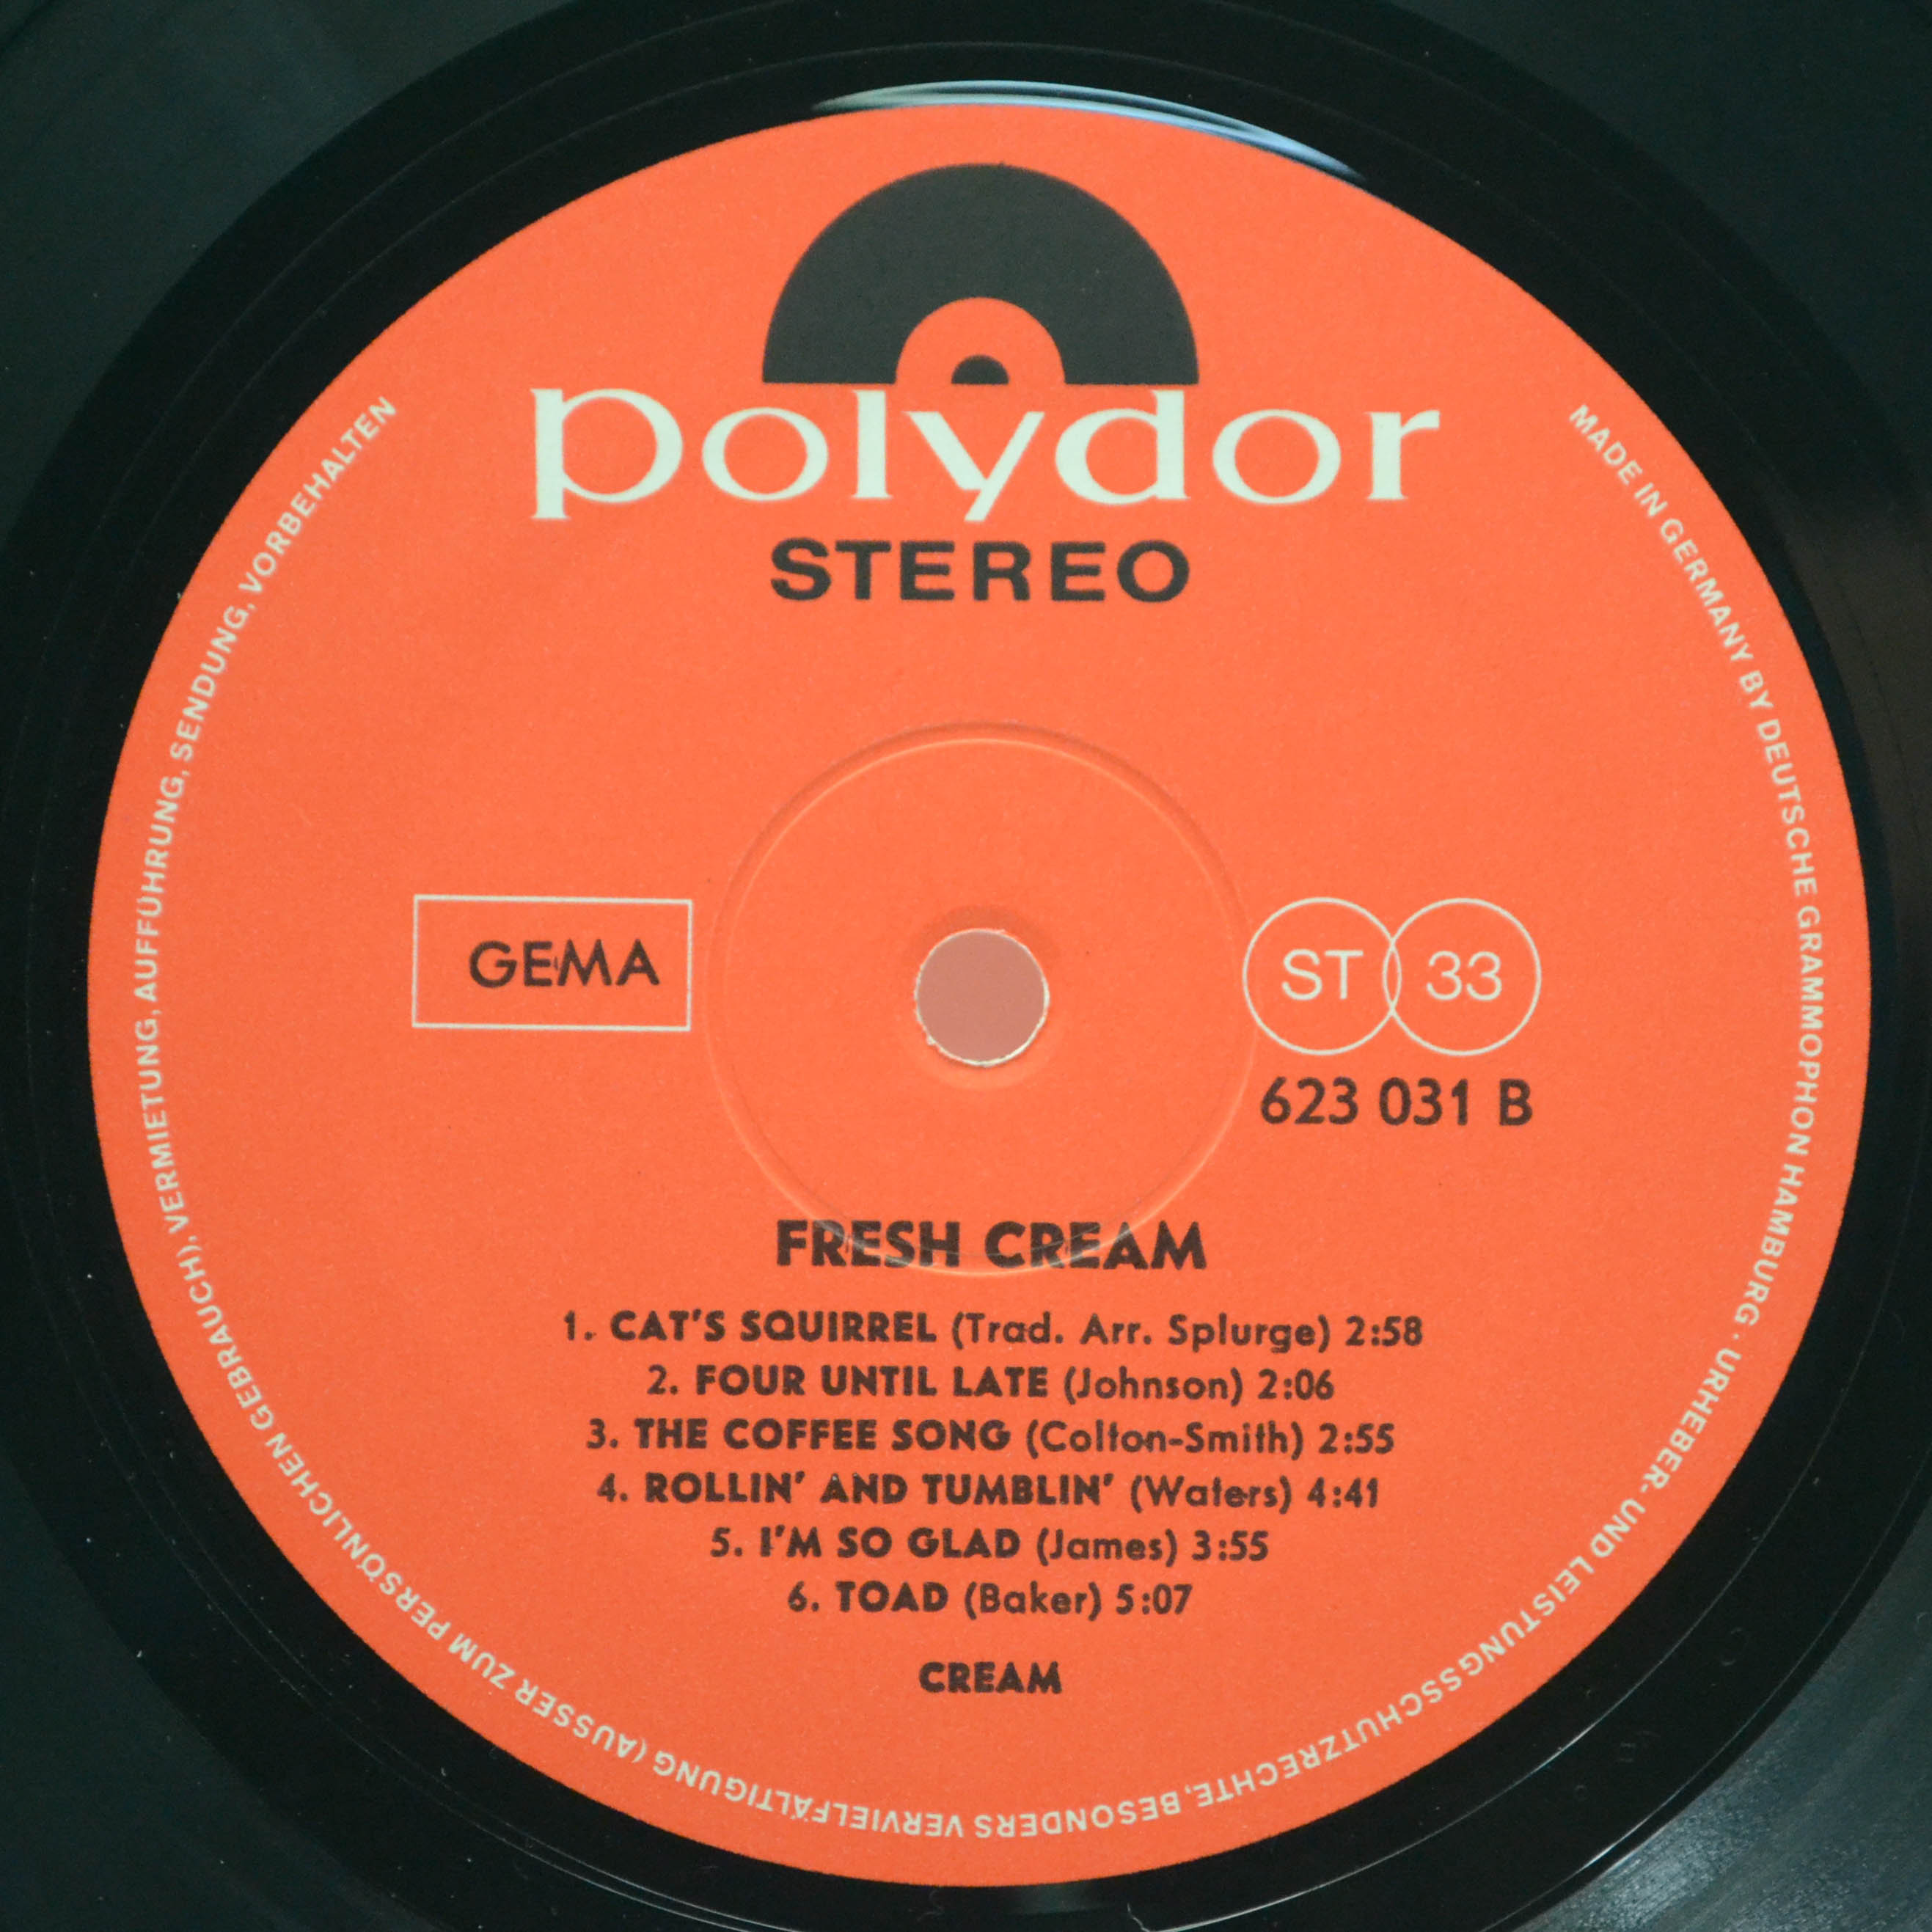 polydor
STEREO
GEMA
ST 33
623 031 B
FRESH CREAM
1. CAT'S SQUIRREL (Trad. Arr. Splurge) 2:58
2. FOUR UNTIL LATE (Johnson) 2:06
3. THE COFFEE SONG (Colton-Smith) 2:55
4. ROLLIN' AND TUMBLIN' (Waters) 4:41
5. I'M SO GLAD (James) 3:55
6. TOAD (Baker) 5:07
CREAM
MADE IN GERMANY BY DEUTSCHE GRAMMOPHON HAMBURG · URHEBER- UND LEISTUNGSSCHUTZRECHTE, BESONDERS VERVIELFÄLTIGUNG (AUSSER ZUM PERSÖNLICHEN GEBRAUCH), VERMIETUNG, AUFFÜHRUNG, SENDUNG, VORBEHALTEN